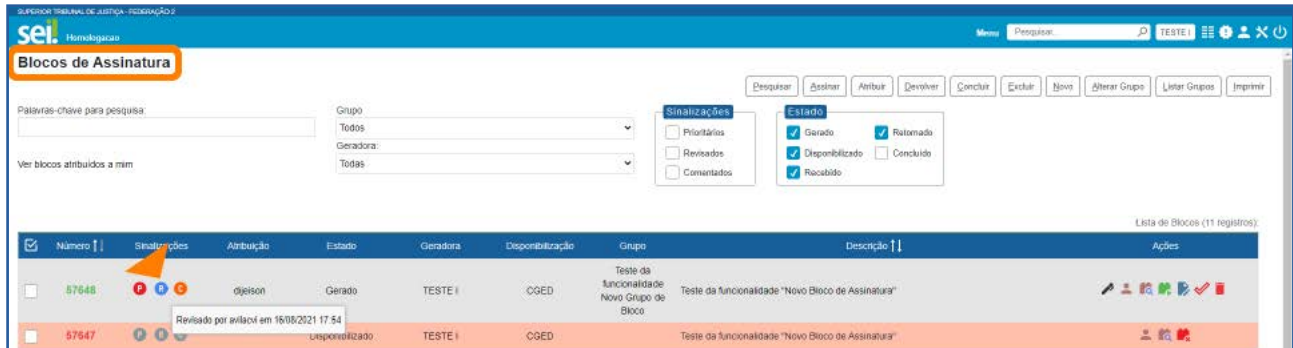 SUPERIOR TRIBUNAL DE JUSTIÇA - FEDERAÇÃO 2
sei. Homologacao
Menu Pesquisar... TESTE I
Blocos de Assinatura
Pesquisar Assinar Atribuir Devolver Concluir Excluir Novo Alterar Grupo Listar Grupos Imprimir
Palavras-chave para pesquisa:
Grupo
Todos
Geradora:
Todas
Ver blocos atribuídos a mim
Sinalizações
Prioritários
Revisados
Comentados
Estado
Gerado Retornado
Disponibilizado Concluído
Recebido
Lista de Blocos (11 registros):
Número Sinalizações Atribuição Estado Geradora Disponibilização Grupo Descrição Ações
57648 P R C dijeison Gerado TESTE I CGED Teste da funcionalidade Novo Grupo de Bloco Teste da funcionalidade "Novo Bloco de Assinatura"
Revisado por avilacvi em 16/08/2021 17:54
57647 P R Disponibilizado TESTE I CGED Teste da funcionalidade "Novo Bloco de Assinatura"